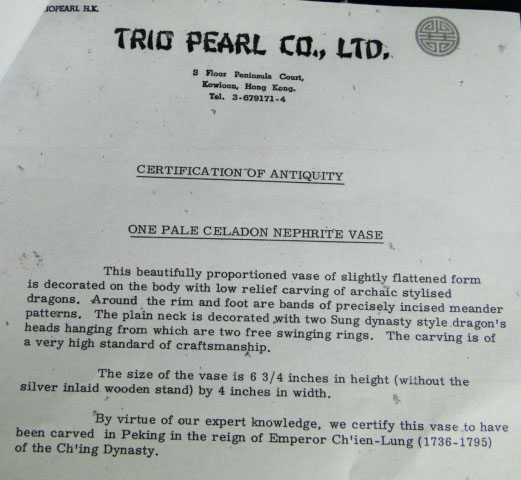 IOPEARL H.K.
TRIO PEARL CO., LTD.
S Floor Peninsula Court,
Kowloon, Hong Kong.
Tel. 3-679171-4
CERTIFICATION OF ANTIQUITY
ONE PALE CELADON NEPHRITE VASE
This beautifully proportioned vase of slightly flattened form
is decorated on the body with low relief carving of archaic stylised
dragons. Around the rim and foot are bands of precisely incised meander
patterns. The plain neck is decorated with two Sung dynasty style dragon's
heads hanging from which are two free swinging rings. The carving is of
a very high standard of craftsmanship.
The size of the vase is 6 3/4 inches in height (without the
silver inlaid wooden stand) by 4 inches in width.
By virtue of our expert knowledge, we certify this vase to have
been carved in Peking in the reign of Emperor Ch'ien-Lung (1736-1795)
of the Ch'ing Dynasty.